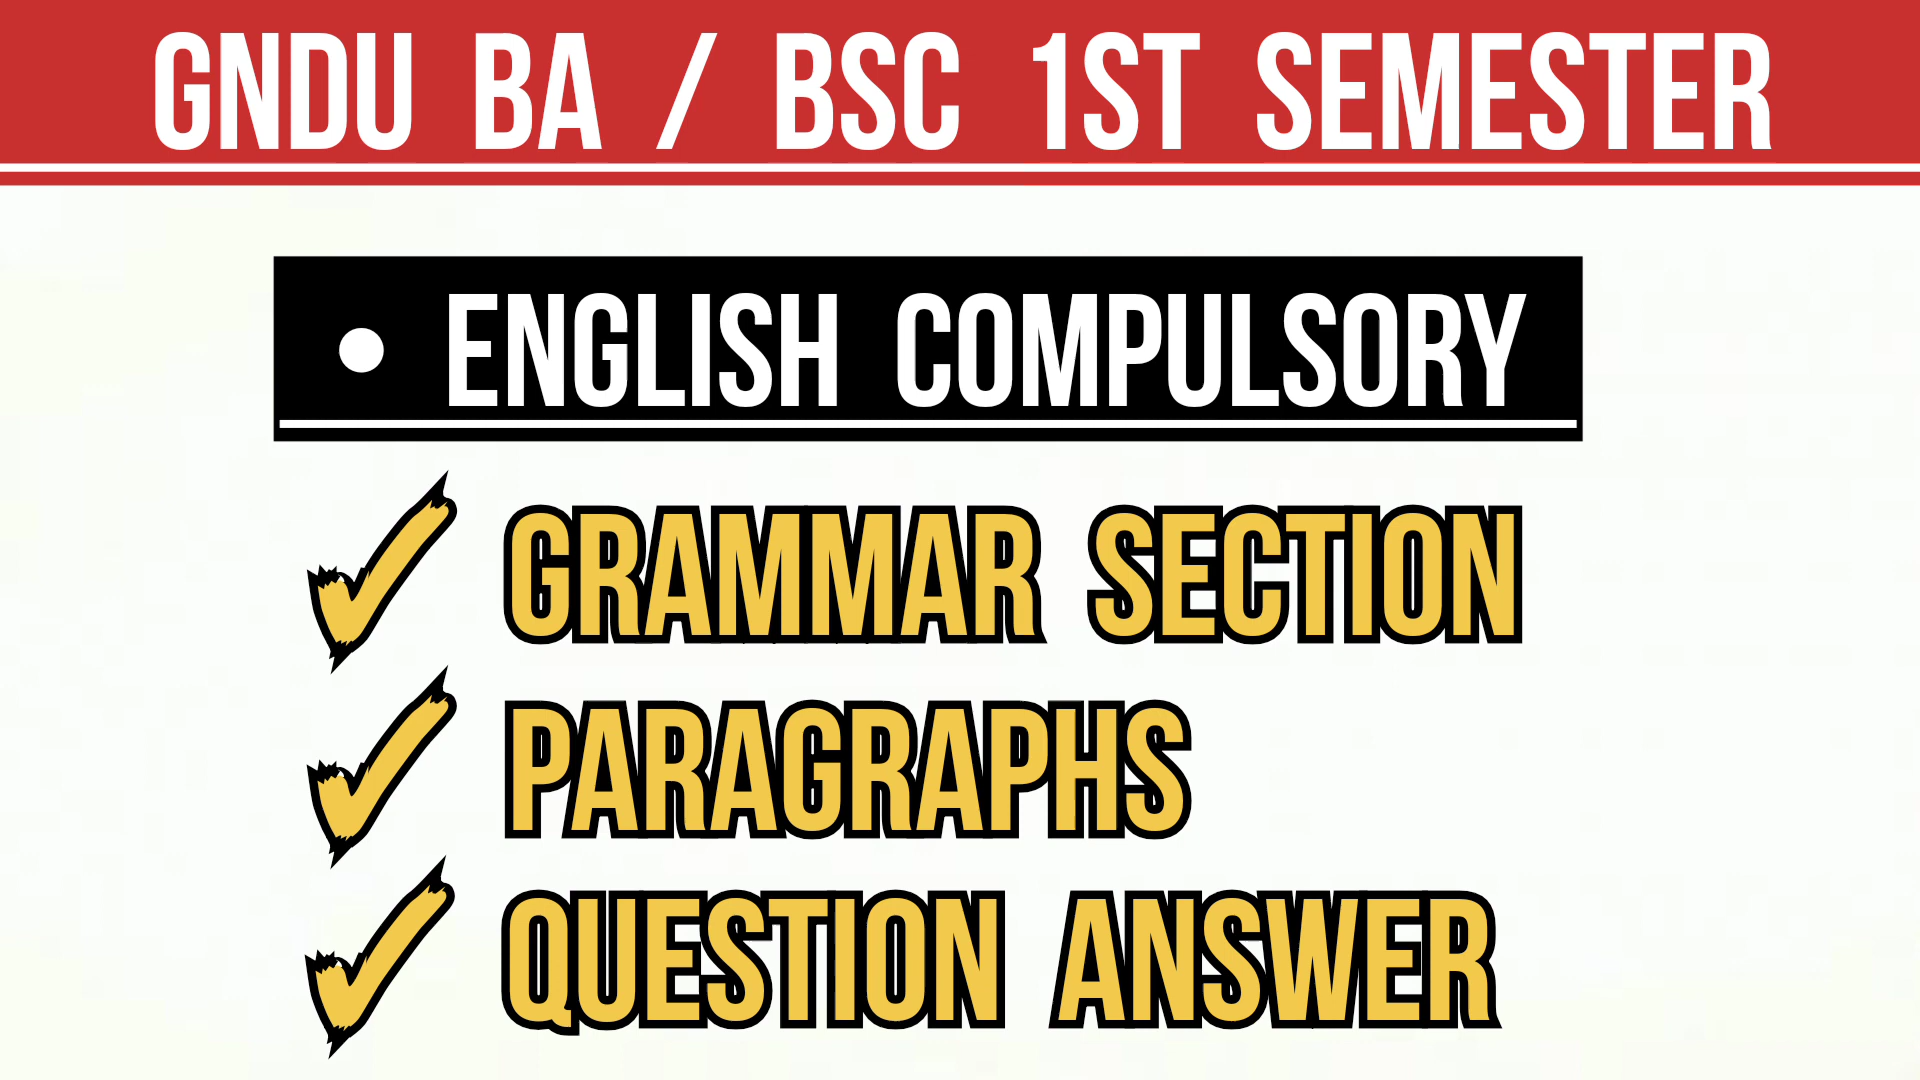 GNDU BA / BSC 1ST SEMESTER
• ENGLISH COMPULSORY
GRAMMAR SECTION
PARAGRAPHS
QUESTION ANSWER